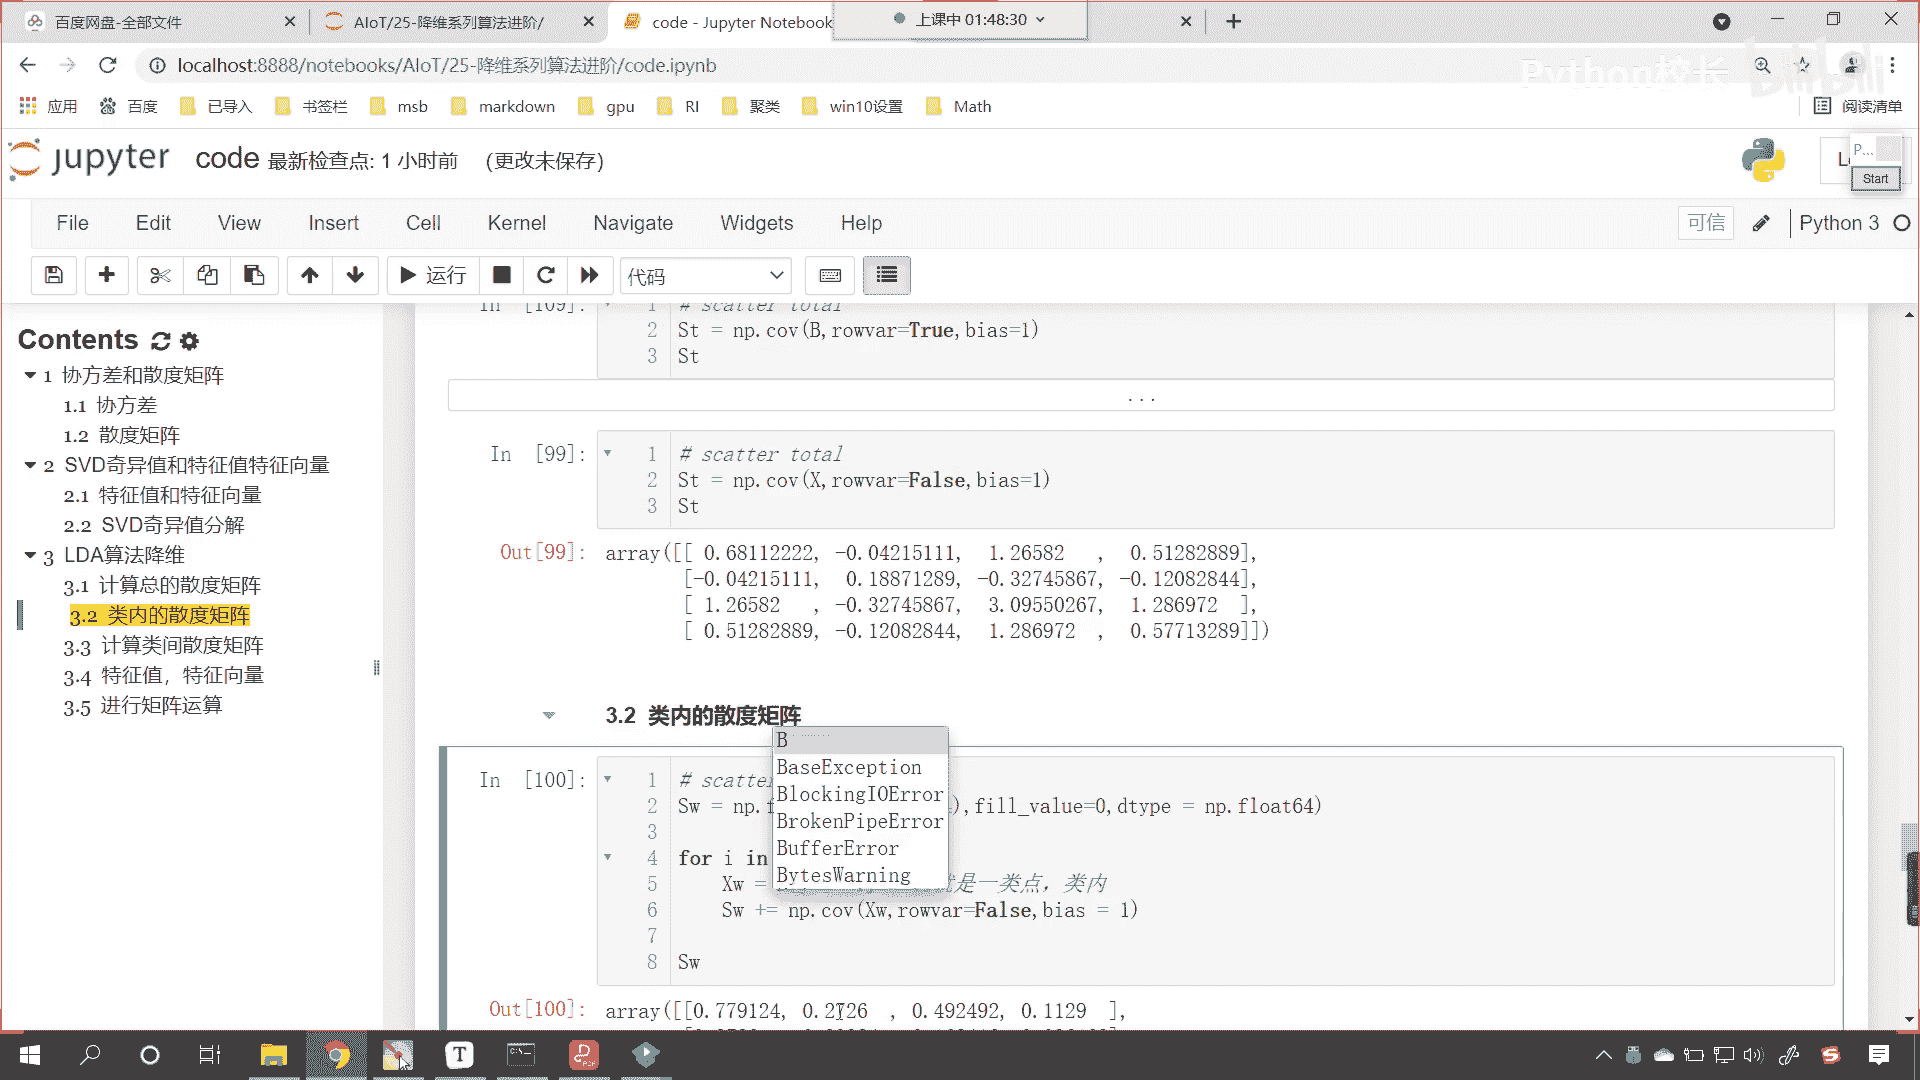 百度网盘-全部文件
AIoT/25-降维系列算法进阶/
code - Jupyter Notebook
上课中 01:48:30
localhost:8888/notebooks/AIoT/25-降维系列算法进阶/code.ipynb
Python校长
bilibili
应用 百度 已导入 书签栏 msb markdown gpu RI 聚类 win10设置 Math 阅读清单
jupyter code 最新检查点: 1 小时前 (更改未保存)
P...
Start
File Edit View Insert Cell Kernel Navigate Widgets Help 可信 Python 3
运行 代码
Contents
1 协方差和散度矩阵
1.1 协方差
1.2 散度矩阵
2 SVD奇异值和特征值特征向量
2.1 特征值和特征向量
2.2 SVD奇异值分解
3 LDA算法降维
3.1 计算总的散度矩阵
3.2 类内的散度矩阵
3.3 计算类间散度矩阵
3.4 特征值，特征向量
3.5 进行矩阵运算
In [109]: 1 # scatter total
2 St = np.cov(B,rowvar=True,bias=1)
3 St
...
In [99]: 1 # scatter total
2 St = np.cov(X,rowvar=False,bias=1)
3 St
Out[99]: array([[ 0.68112222, -0.04215111, 1.26582 , 0.51282889],
[-0.04215111, 0.18871289, -0.32745867, -0.12082844],
[ 1.26582 , -0.32745867, 3.09550267, 1.286972 ],
[ 0.51282889, -0.12082844, 1.286972 , 0.57713289]])
3.2 类内的散度矩阵
B
BaseException
BlockingIOError
BrokenPipeError
BufferError
BytesWarning
In [100]: 1 # scatte
2 Sw = np.f ),fill_value=0,dtype = np.float64)
3
4 for i in
5 Xw = 是一类点，类内
6 Sw += np.cov(Xw,rowvar=False,bias = 1)
7
8 Sw
Out[100]: array([[0.779124, 0.2726 , 0.492492, 0.1129 ],